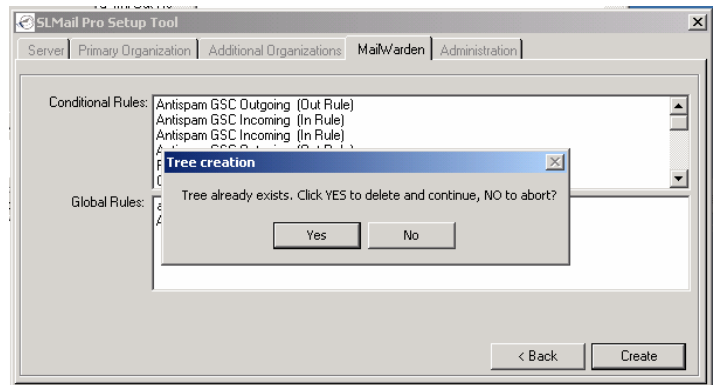 SLMail Pro Setup Tool
Server Primary Organization Additional Organizations MailWarden Administration
Conditional Rules:
Antispam GSC Outgoing (Out Rule)
Antispam GSC Incoming (In Rule)
Antispam GSC Incoming (In Rule)
Tree creation
Tree already exists. Click YES to delete and continue, NO to abort?
Yes No
Global Rules:
< Back Create